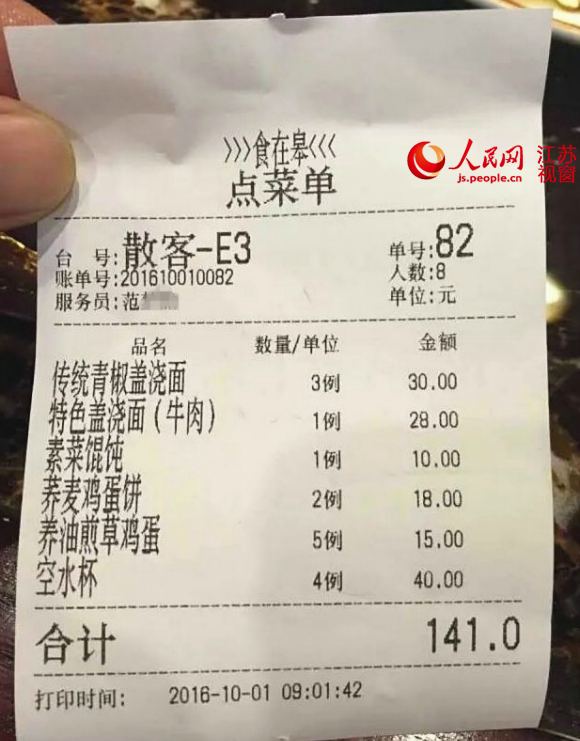 >>>食在皋<<<
点菜单
人民网 江苏视窗
js.people.cn
台 号:散客-E3 单号:82
账单号:201610010082 人数:8
服务员:范 单位:元
品名 数量/单位 金额
传统青椒盖浇面 3例 30.00
特色盖浇面(牛肉) 1例 28.00
素菜馄饨 1例 10.00
荞麦鸡蛋饼 2例 18.00
养油煎草鸡蛋 5例 15.00
空水杯 4例 40.00
合计 141.0
打印时间: 2016-10-01 09:01:42